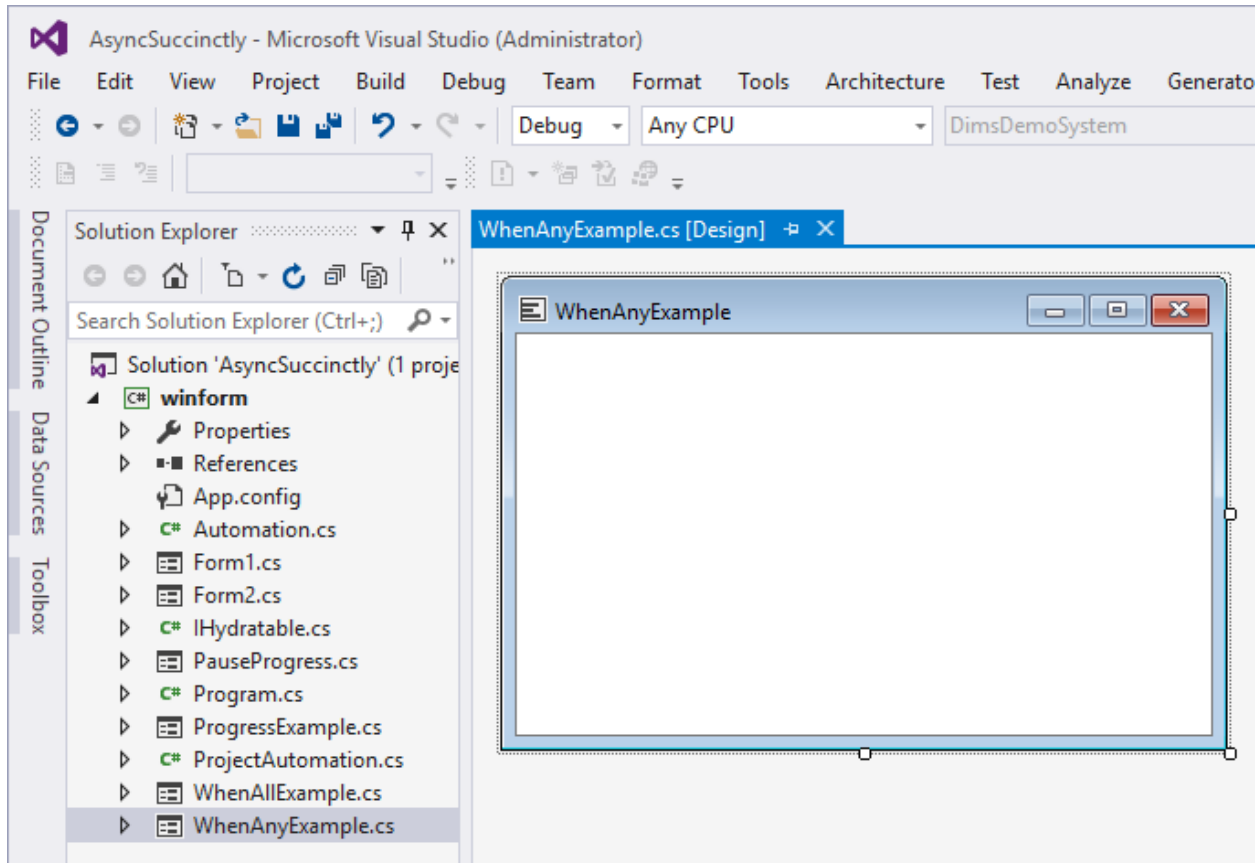 AsyncSuccinctly - Microsoft Visual Studio (Administrator)
File Edit View Project Build Debug Team Format Tools Architecture Test Analyze Generato
Debug Any CPU DimsDemoSystem
Document Outline
Data Sources
Toolbox
Solution Explorer
Search Solution Explorer (Ctrl+;)
Solution 'AsyncSuccinctly' (1 proje
C# winform
Properties
References
App.config
C# Automation.cs
Form1.cs
Form2.cs
C# IHydratable.cs
PauseProgress.cs
C# Program.cs
ProgressExample.cs
C# ProjectAutomation.cs
WhenAllExample.cs
WhenAnyExample.cs
WhenAnyExample.cs [Design]
WhenAnyExample